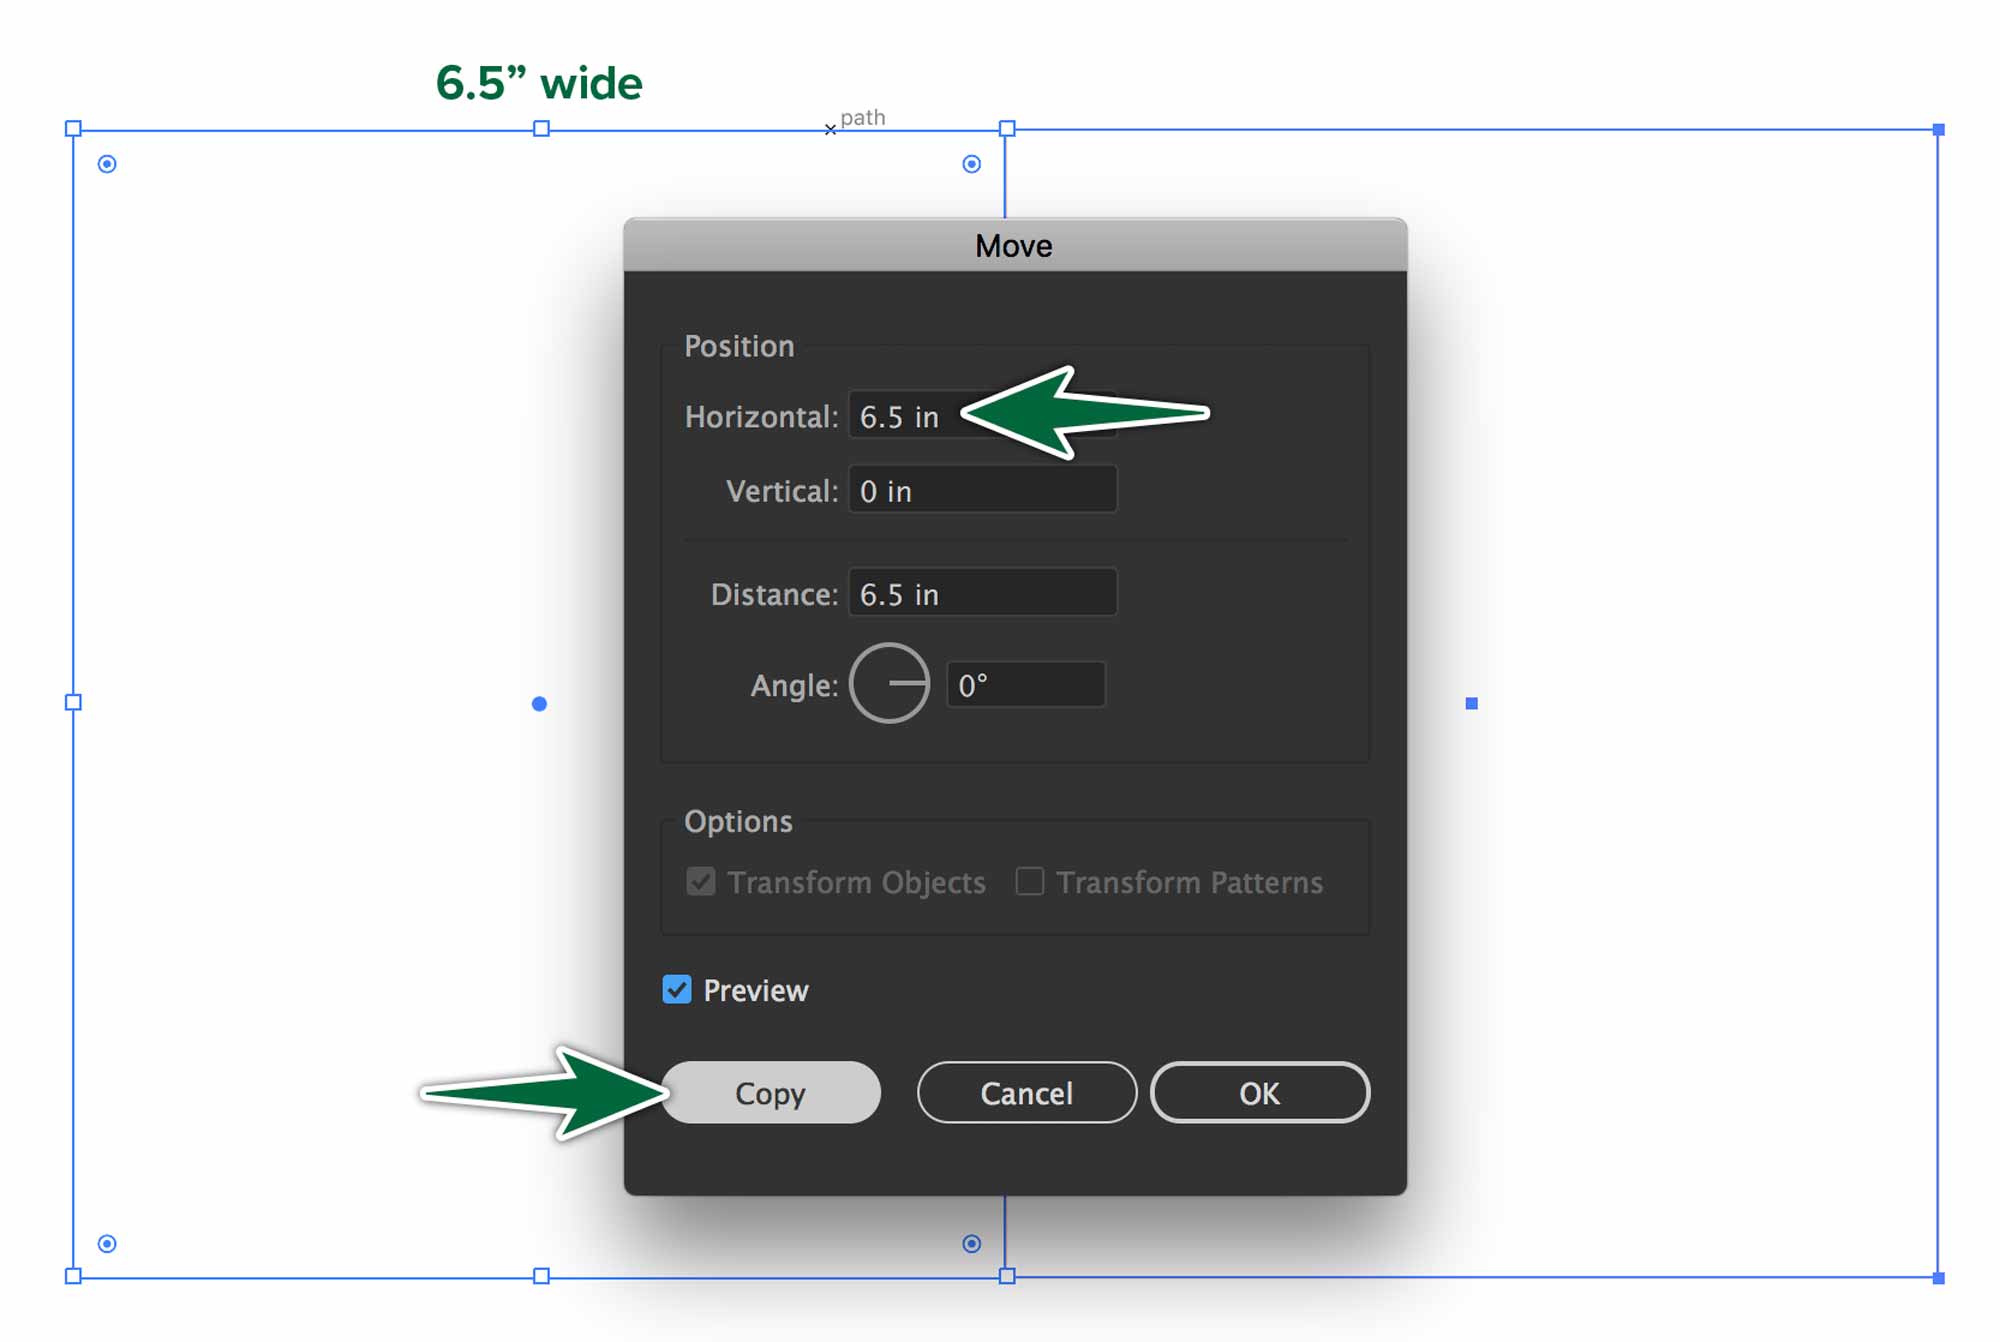 6.5” wide
path
Move
Position
Horizontal: 6.5 in
Vertical: 0 in
Distance: 6.5 in
Angle: 0°
Options
Transform Objects Transform Patterns
Preview
Copy Cancel OK